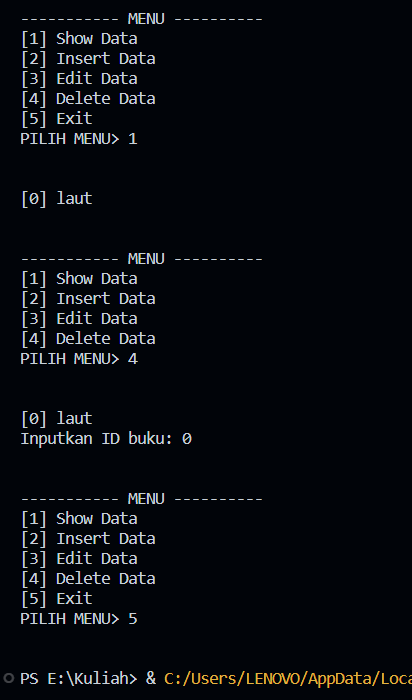 ----------- MENU ----------
[1] Show Data
[2] Insert Data
[3] Edit Data
[4] Delete Data
[5] Exit
PILIH MENU> 1
[0] laut
----------- MENU ----------
[1] Show Data
[2] Insert Data
[3] Edit Data
[4] Delete Data
PILIH MENU> 4
[0] laut
Inputkan ID buku: 0
----------- MENU ----------
[1] Show Data
[2] Insert Data
[3] Edit Data
[4] Delete Data
[5] Exit
PILIH MENU> 5
PS E:\Kuliah> & C:/Users/LENOVO/AppData/Loca